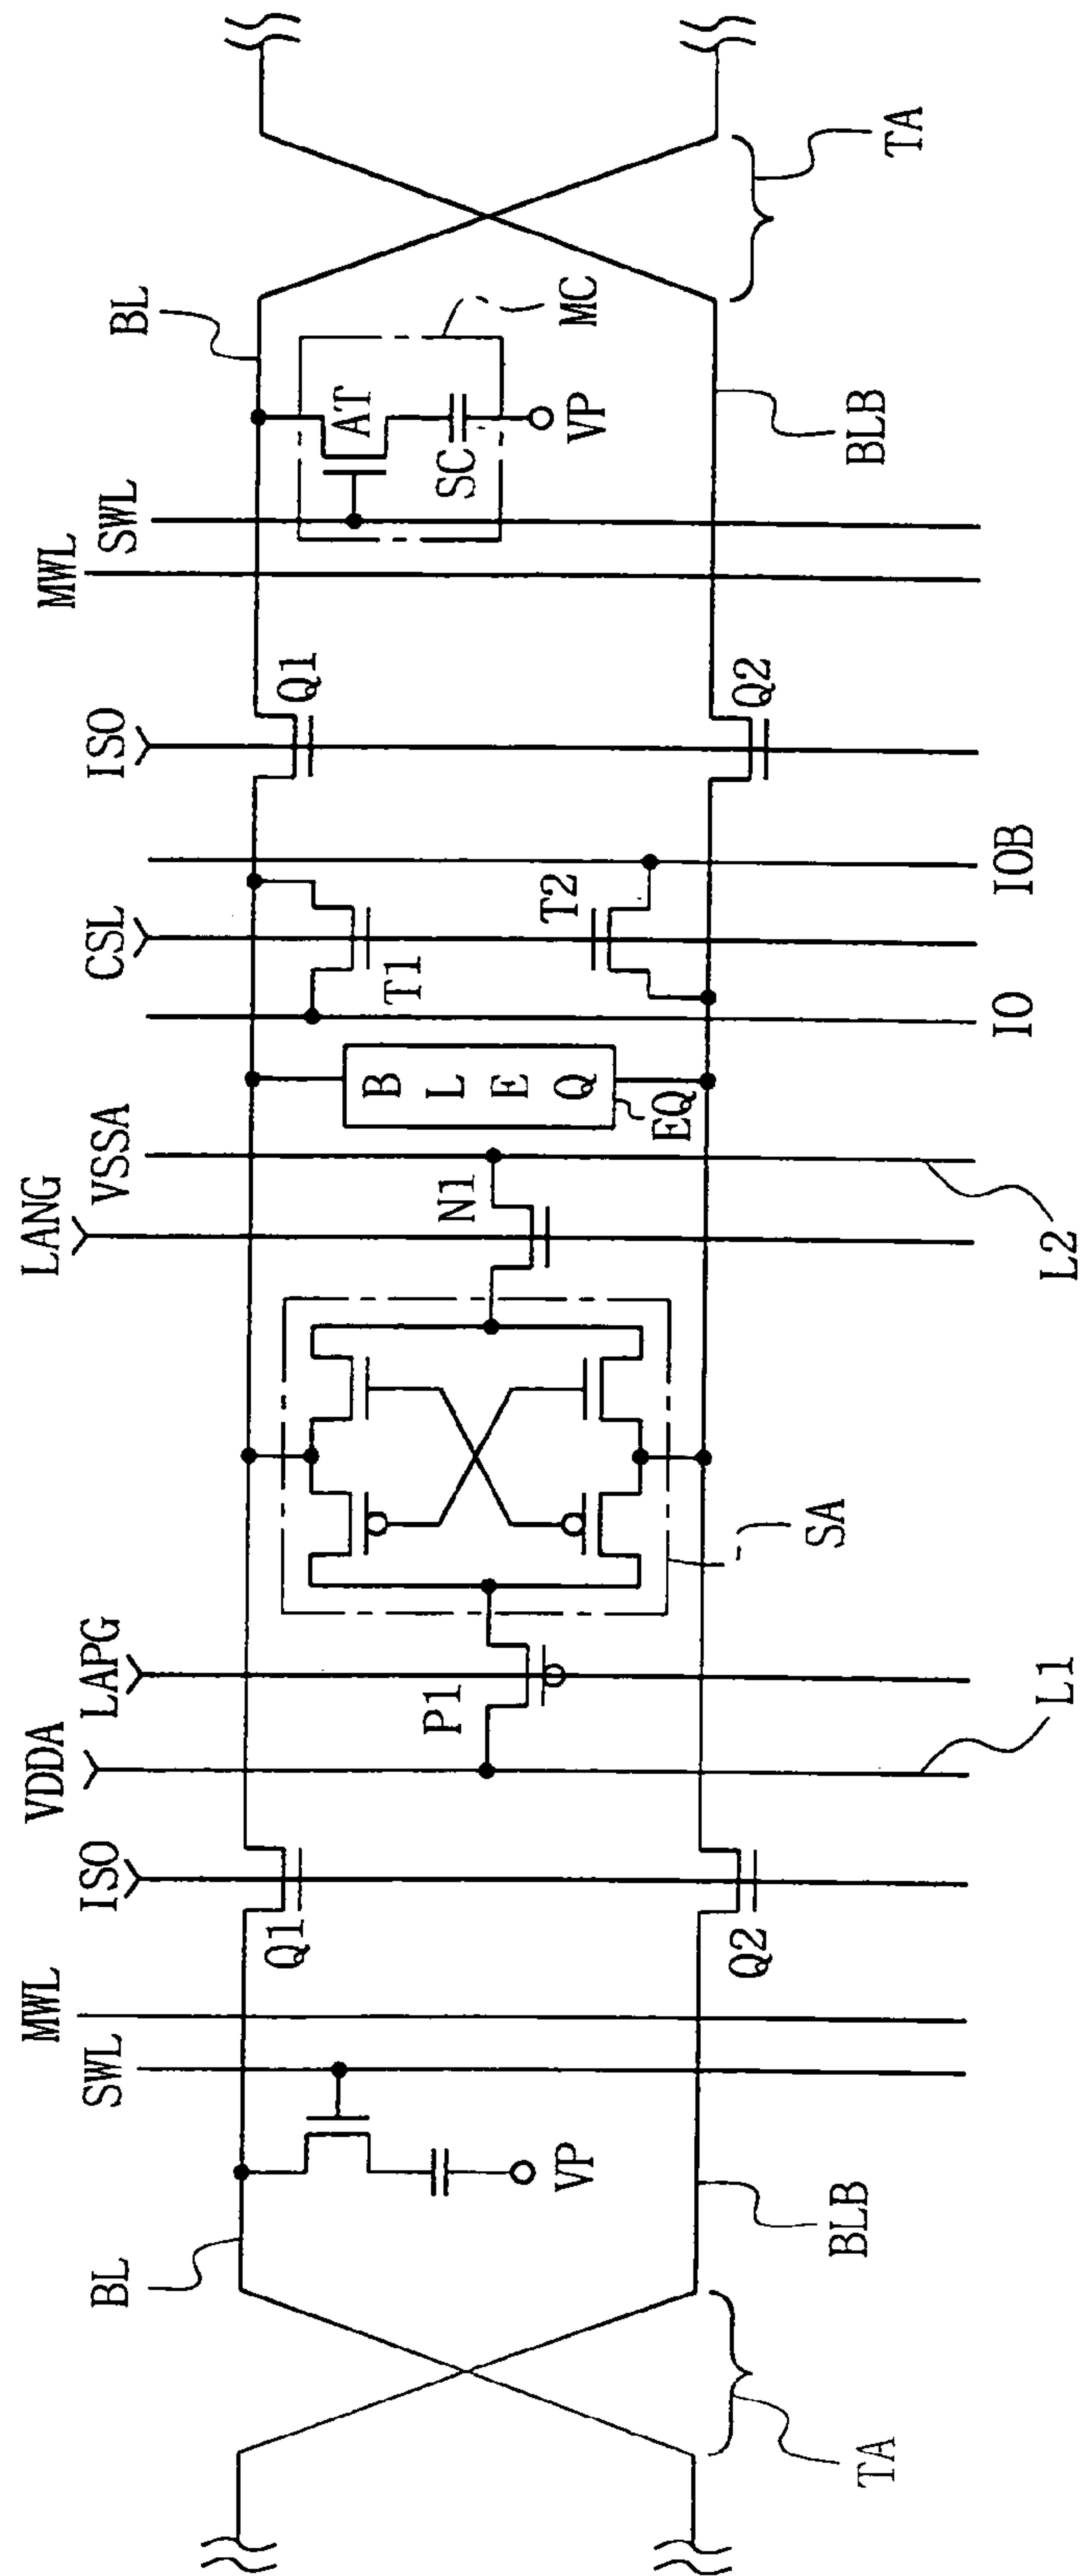 MWL
SWL
ISO
VDDA
LAPG
LANG
VSSA
CSL
ISO
MWL
SWL
BL
BL
Q1
P1
N1
T1
T2
Q1
AT
SC
MC
VP
VP
B L E Q
EQ
Q2
Q2
BLB
SA
IO
IOB
BLB
TA
TA
L1
L2